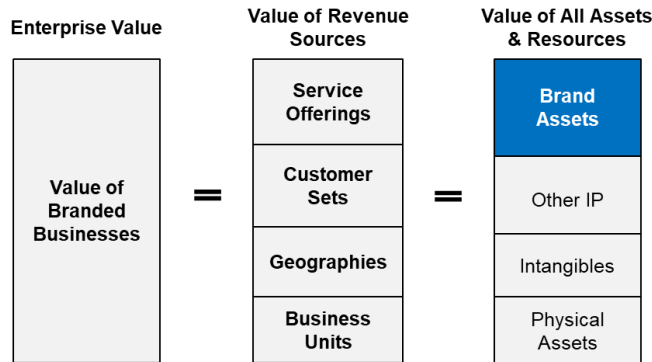 Enterprise Value
Value of Revenue
Sources
Value of All Assets
& Resources
Value of
Branded
Businesses
=
Service
Offerings
Customer
Sets
Geographies
Business
Units
=
Brand
Assets
Other IP
Intangibles
Physical
Assets